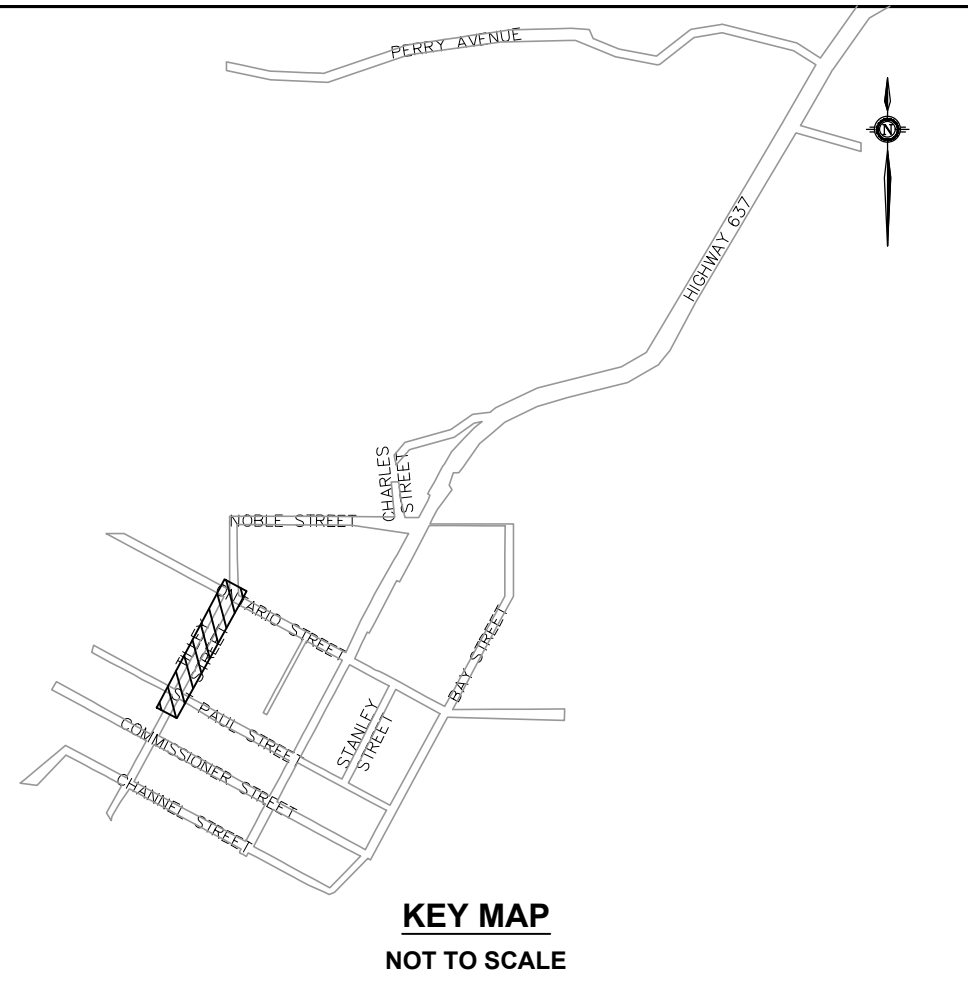 PERRY AVENUE
N
HIGHWAY 637
CHARLES
STREET
NOBLE STREET
ONTARIO STREET
STREET
BAY STREET
ST. PAUL STREET
STANLEY
STREET
COMMISSIONER STREET
CHANNEL STREET
KEY MAP
NOT TO SCALE